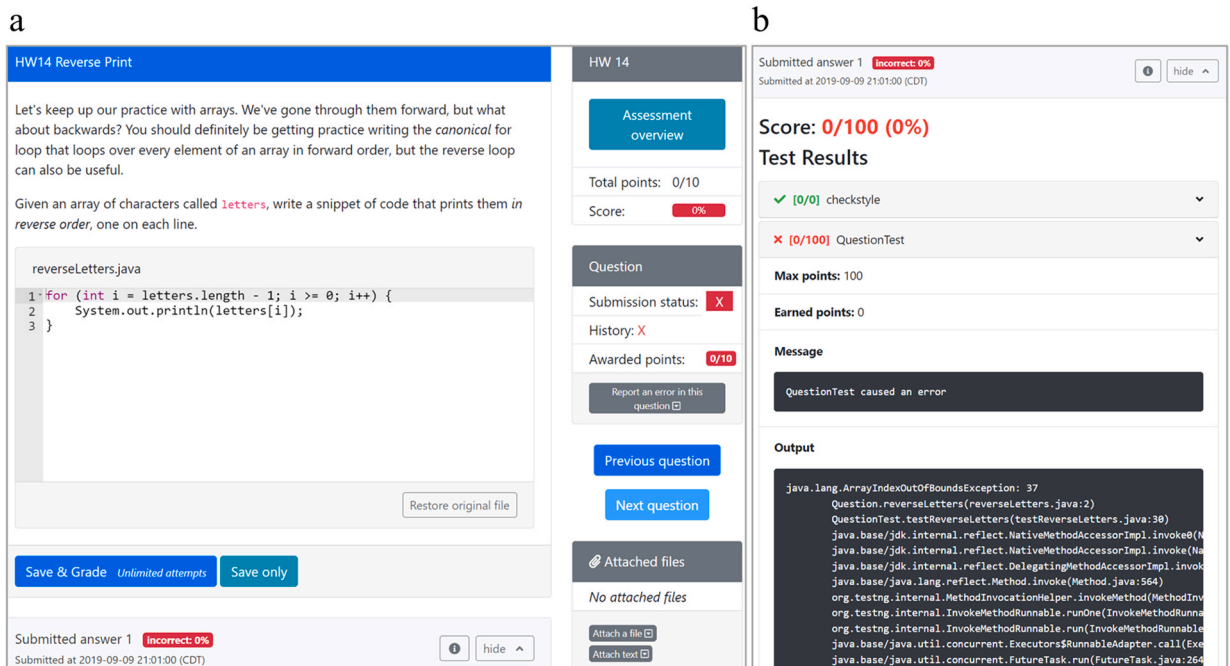 a
HW14 Reverse Print
Let's keep up our practice with arrays. We've gone through them forward, but what
about backwards? You should definitely be getting practice writing the canonical for
loop that loops over every element of an array in forward order, but the reverse loop
can also be useful.
Given an array of characters called letters, write a snippet of code that prints them in
reverse order, one on each line.
reverseLetters.java
1 for (int i = letters.length - 1; i >= 0; i++) {
2 System.out.println(letters[i]);
3 }
Restore original file
Save & Grade Unlimited attempts Save only
Submitted answer 1 incorrect: 0%
Submitted at 2019-09-09 21:01:00 (CDT)
hide
HW 14
Assessment
overview
Total points: 0/10
Score: 0%
Question
Submission status: X
History: X
Awarded points: 0/10
Report an error in this
question
Previous question
Next question
Attached files
No attached files
Attach a file
Attach text
b
Submitted answer 1 incorrect: 0%
Submitted at 2019-09-09 21:01:00 (CDT)
hide
Score: 0/100 (0%)
Test Results
[0/0] checkstyle
[0/100] QuestionTest
Max points: 100
Earned points: 0
Message
QuestionTest caused an error
Output
java.lang.ArrayIndexOutOfBoundsException: 37
Question.reverseLetters(reverseLetters.java:2)
QuestionTest.testReverseLetters(testReverseLetters.java:30)
java.base/jdk.internal.reflect.NativeMethodAccessorImpl.invoke0(N
java.base/jdk.internal.reflect.NativeMethodAccessorImpl.invoke(Na
java.base/jdk.internal.reflect.DelegatingMethodAccessorImpl.invok
java.base/java.lang.reflect.Method.invoke(Method.java:564)
org.testng.internal.MethodInvocationHelper.invokeMethod(MethodInv
org.testng.internal.InvokeMethodRunnable.runOne(InvokeMethodRunna
org.testng.internal.InvokeMethodRunnable.run(InvokeMethodRunnable
java.base/java.util.concurrent.Executors$RunnableAdapter.call(Exe
java.base/java.util.concurrent.FutureTask.run(FutureTask.java:264